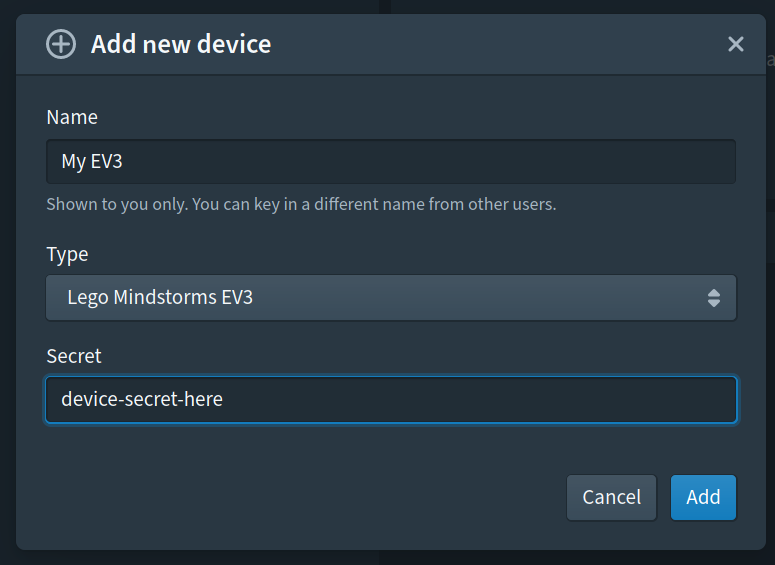 Add new device
Name
My EV3
Shown to you only. You can key in a different name from other users.
Type
Lego Mindstorms EV3
Secret
device-secret-here
Cancel
Add